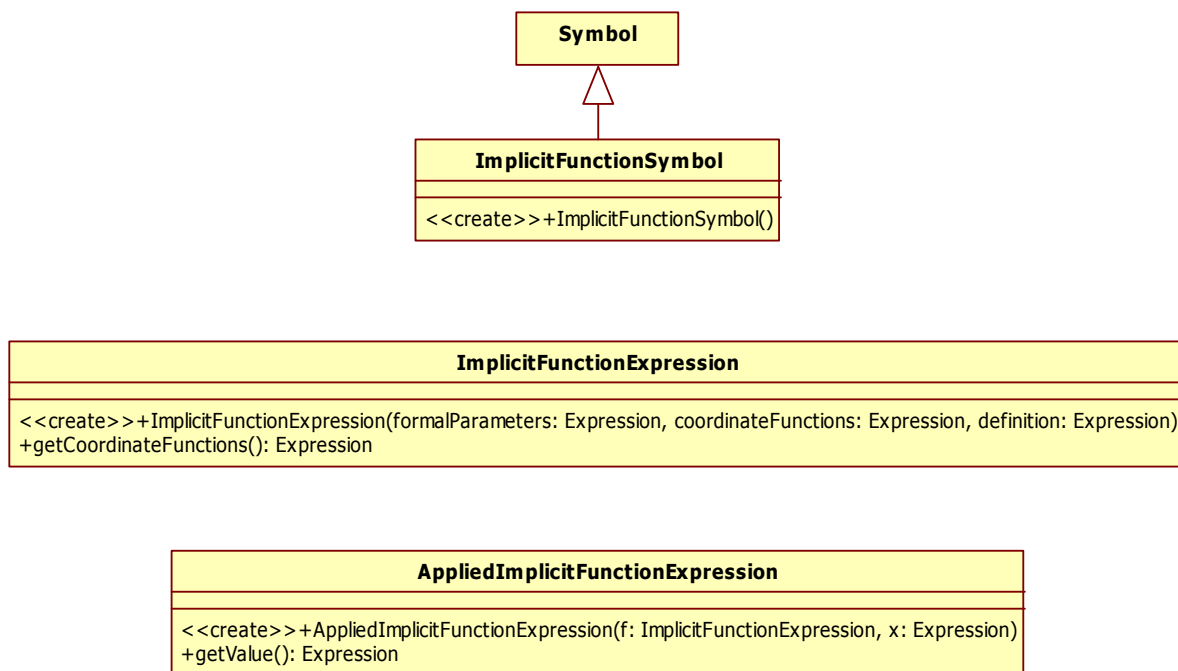 Symbol
ImplicitFunctionSymbol
<<create>>+ImplicitFunctionSymbol()
ImplicitFunctionExpression
<<create>>+ImplicitFunctionExpression(formalParameters: Expression, coordinateFunctions: Expression, definition: Expression)
+getCoordinateFunctions(): Expression
AppliedImplicitFunctionExpression
<<create>>+AppliedImplicitFunctionExpression(f: ImplicitFunctionExpression, x: Expression)
+getValue(): Expression